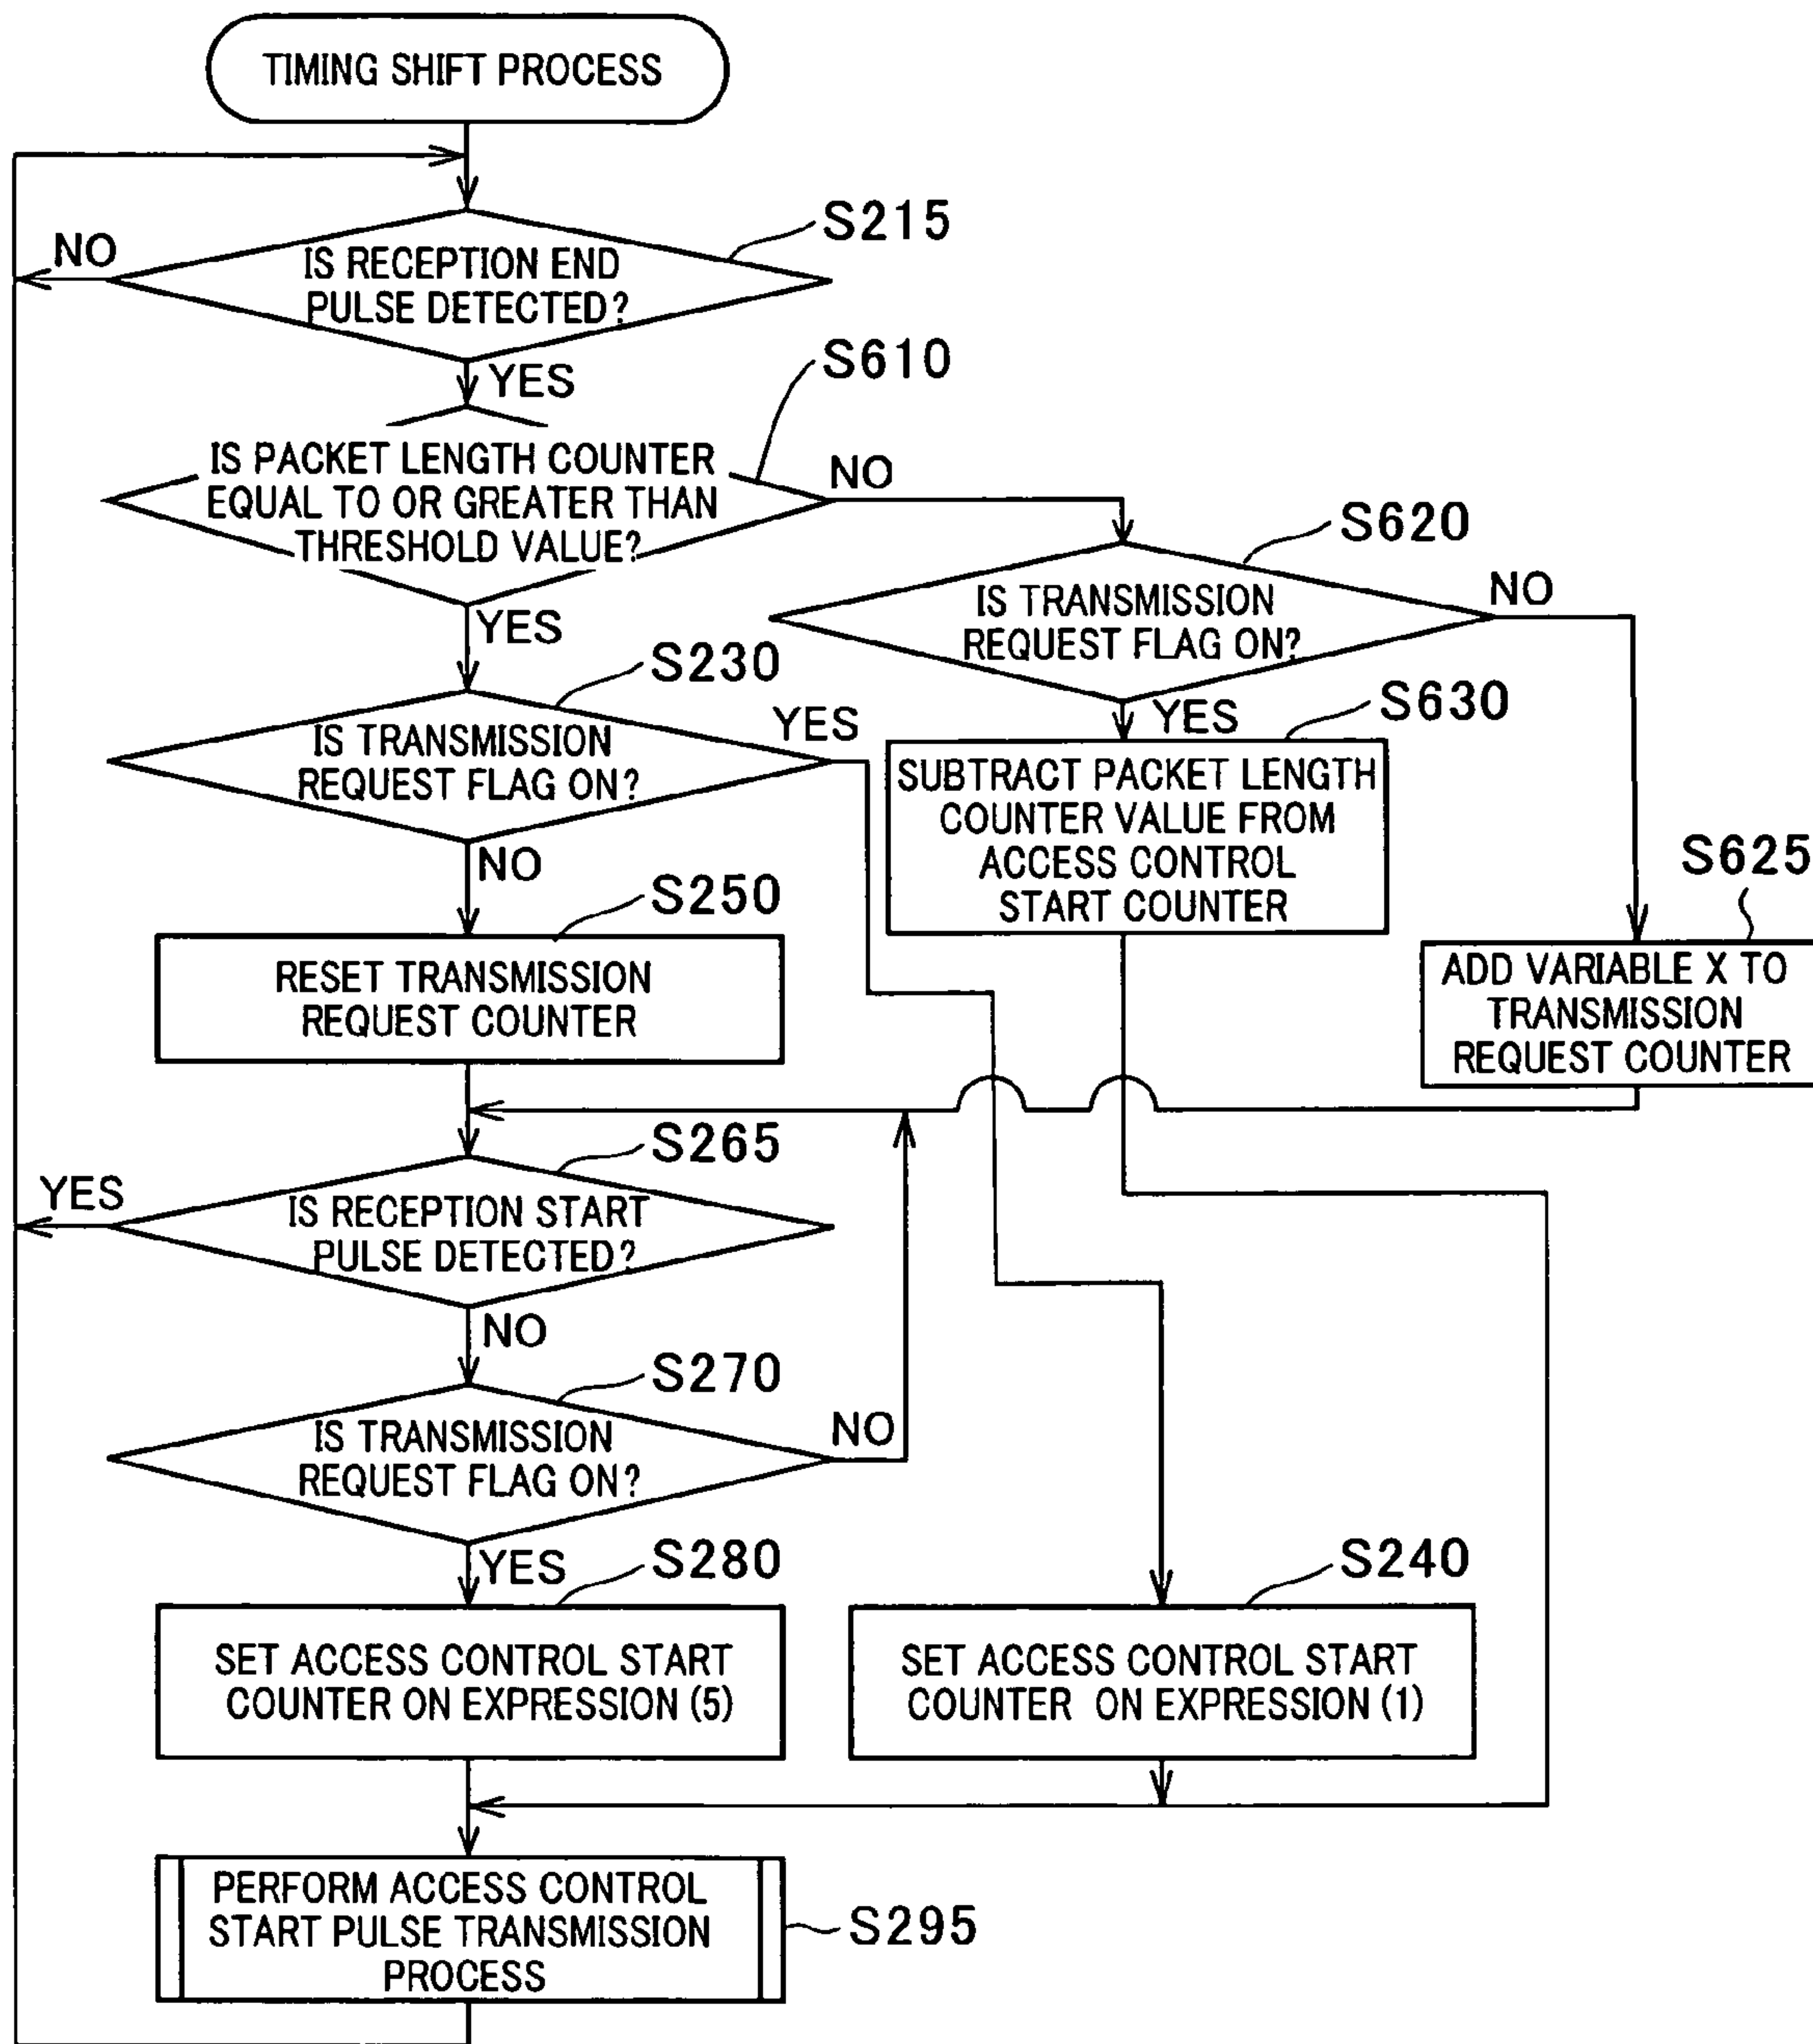 TIMING SHIFT PROCESS
S215
NO
IS RECEPTION END
PULSE DETECTED?
YES
S610
IS PACKET LENGTH COUNTER
EQUAL TO OR GREATER THAN
THRESHOLD VALUE?
NO
YES
S620
IS TRANSMISSION
REQUEST FLAG ON?
NO
YES
S230
IS TRANSMISSION
REQUEST FLAG ON?
YES
NO
S630
SUBTRACT PACKET LENGTH
COUNTER VALUE FROM
ACCESS CONTROL
START COUNTER
S625
ADD VARIABLE X TO
TRANSMISSION
REQUEST COUNTER
S250
RESET TRANSMISSION
REQUEST COUNTER
S265
YES
IS RECEPTION START
PULSE DETECTED?
NO
S270
IS TRANSMISSION
REQUEST FLAG ON?
NO
YES
S280
SET ACCESS CONTROL START
COUNTER ON EXPRESSION (5)
S240
SET ACCESS CONTROL START
COUNTER ON EXPRESSION (1)
PERFORM ACCESS CONTROL
START PULSE TRANSMISSION
PROCESS
S295